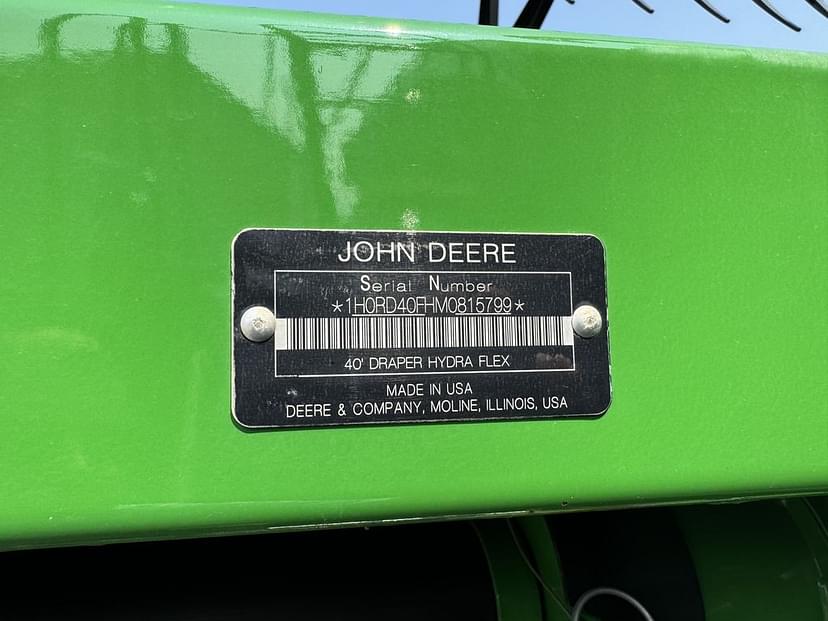 JOHN DEERE
Serial Number
*1H0RD40FHM0815799*
40' DRAPER HYDRA FLEX
MADE IN USA
DEERE & COMPANY, MOLINE, ILLINOIS, USA